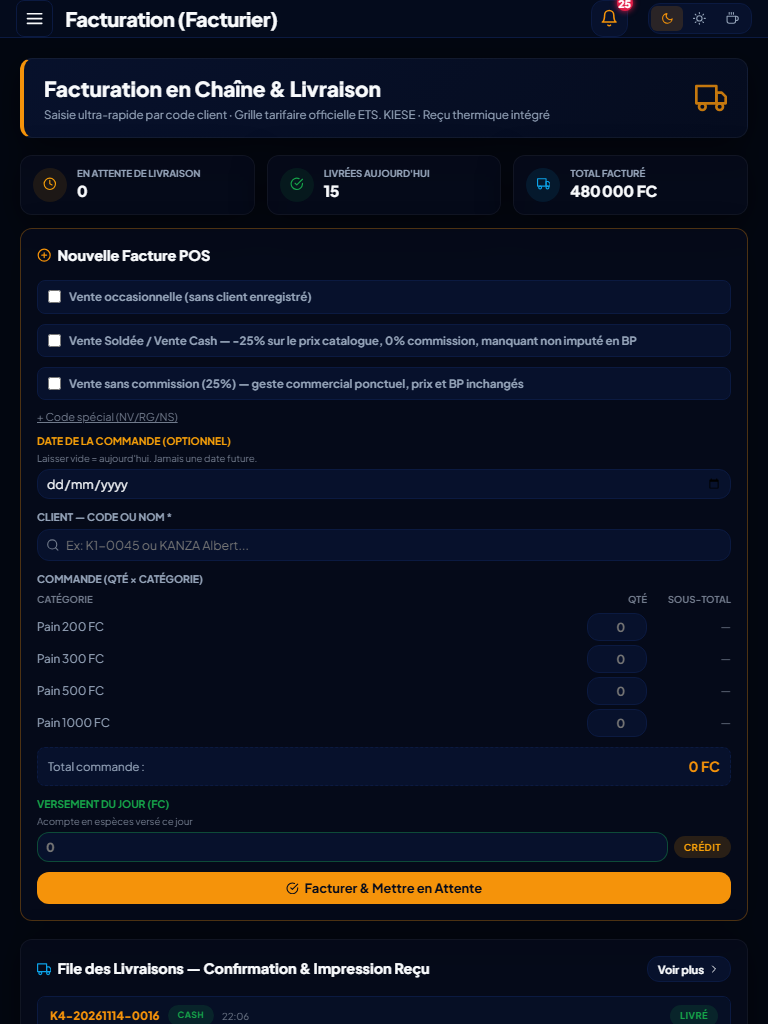 Facturation (Facturier)
25
Facturation en Chaîne & Livraison
Saisie ultra-rapide par code client · Grille tarifaire officielle ETS. KIESE · Reçu thermique intégré
EN ATTENTE DE LIVRAISON
0
LIVRÉES AUJOURD'HUI
15
TOTAL FACTURÉ
480 000 FC
Nouvelle Facture POS
Vente occasionnelle (sans client enregistré)
Vente Soldée / Vente Cash — -25% sur le prix catalogue, 0% commission, manquant non imputé en BP
Vente sans commission (25%) — geste commercial ponctuel, prix et BP inchangés
+ Code spécial (NV/RG/NS)
DATE DE LA COMMANDE (OPTIONNEL)
Laisser vide = aujourd'hui. Jamais une date future.
dd/mm/yyyy
CLIENT — CODE OU NOM *
Ex: K1-0045 ou KANZA Albert...
COMMANDE (QTÉ × CATÉGORIE)
CATÉGORIE QTÉ SOUS-TOTAL
Pain 200 FC 0 —
Pain 300 FC 0 —
Pain 500 FC 0 —
Pain 1000 FC 0 —
Total commande : 0 FC
VERSEMENT DU JOUR (FC)
Acompte en espèces versé ce jour
0 CRÉDIT
Facturer & Mettre en Attente
File des Livraisons — Confirmation & Impression Reçu Voir plus
K4-20261114-0016 CASH 22:06 LIVRÉ